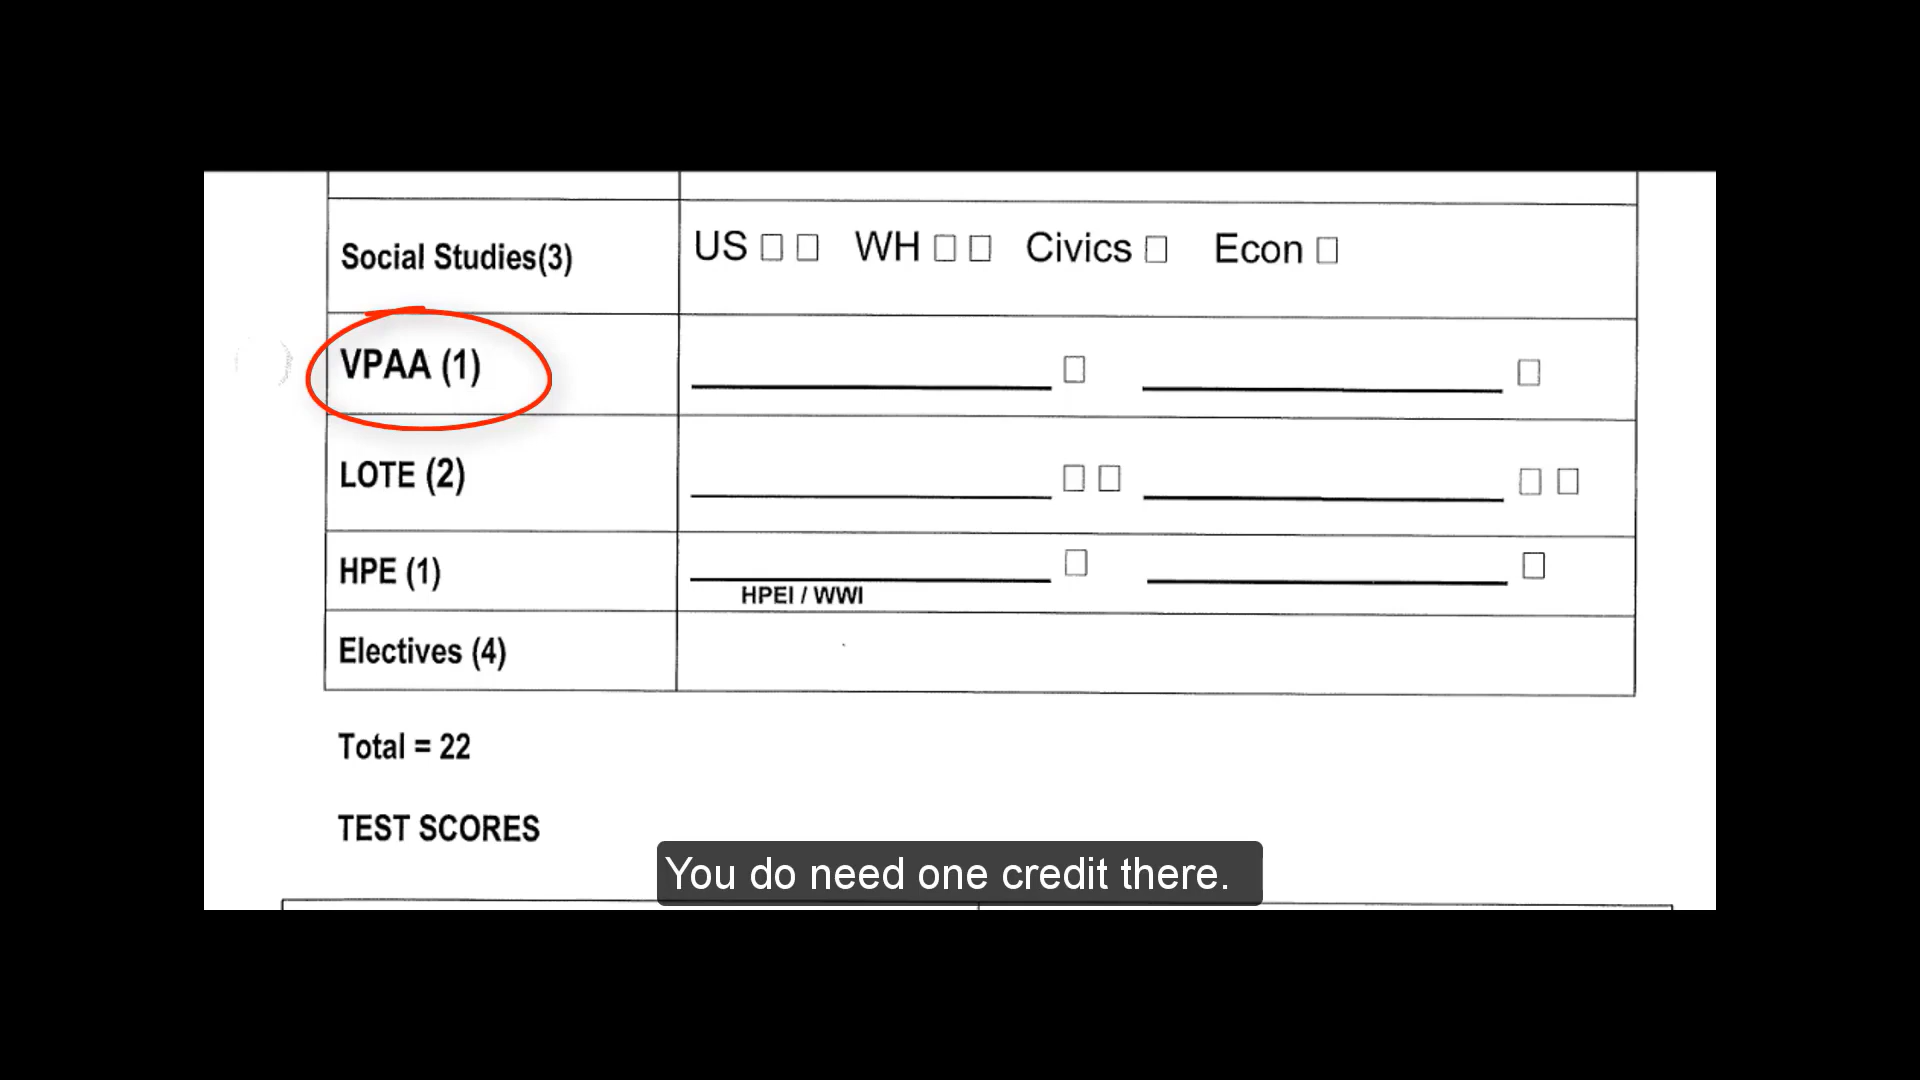 Social Studies(3) US □ □ WH □ □ Civics □ Econ □
VPAA (1) □ □
LOTE (2) □ □ □ □
HPE (1) □ □
HPEI / WWI
Electives (4)
Total = 22
TEST SCORES
You do need one credit there.